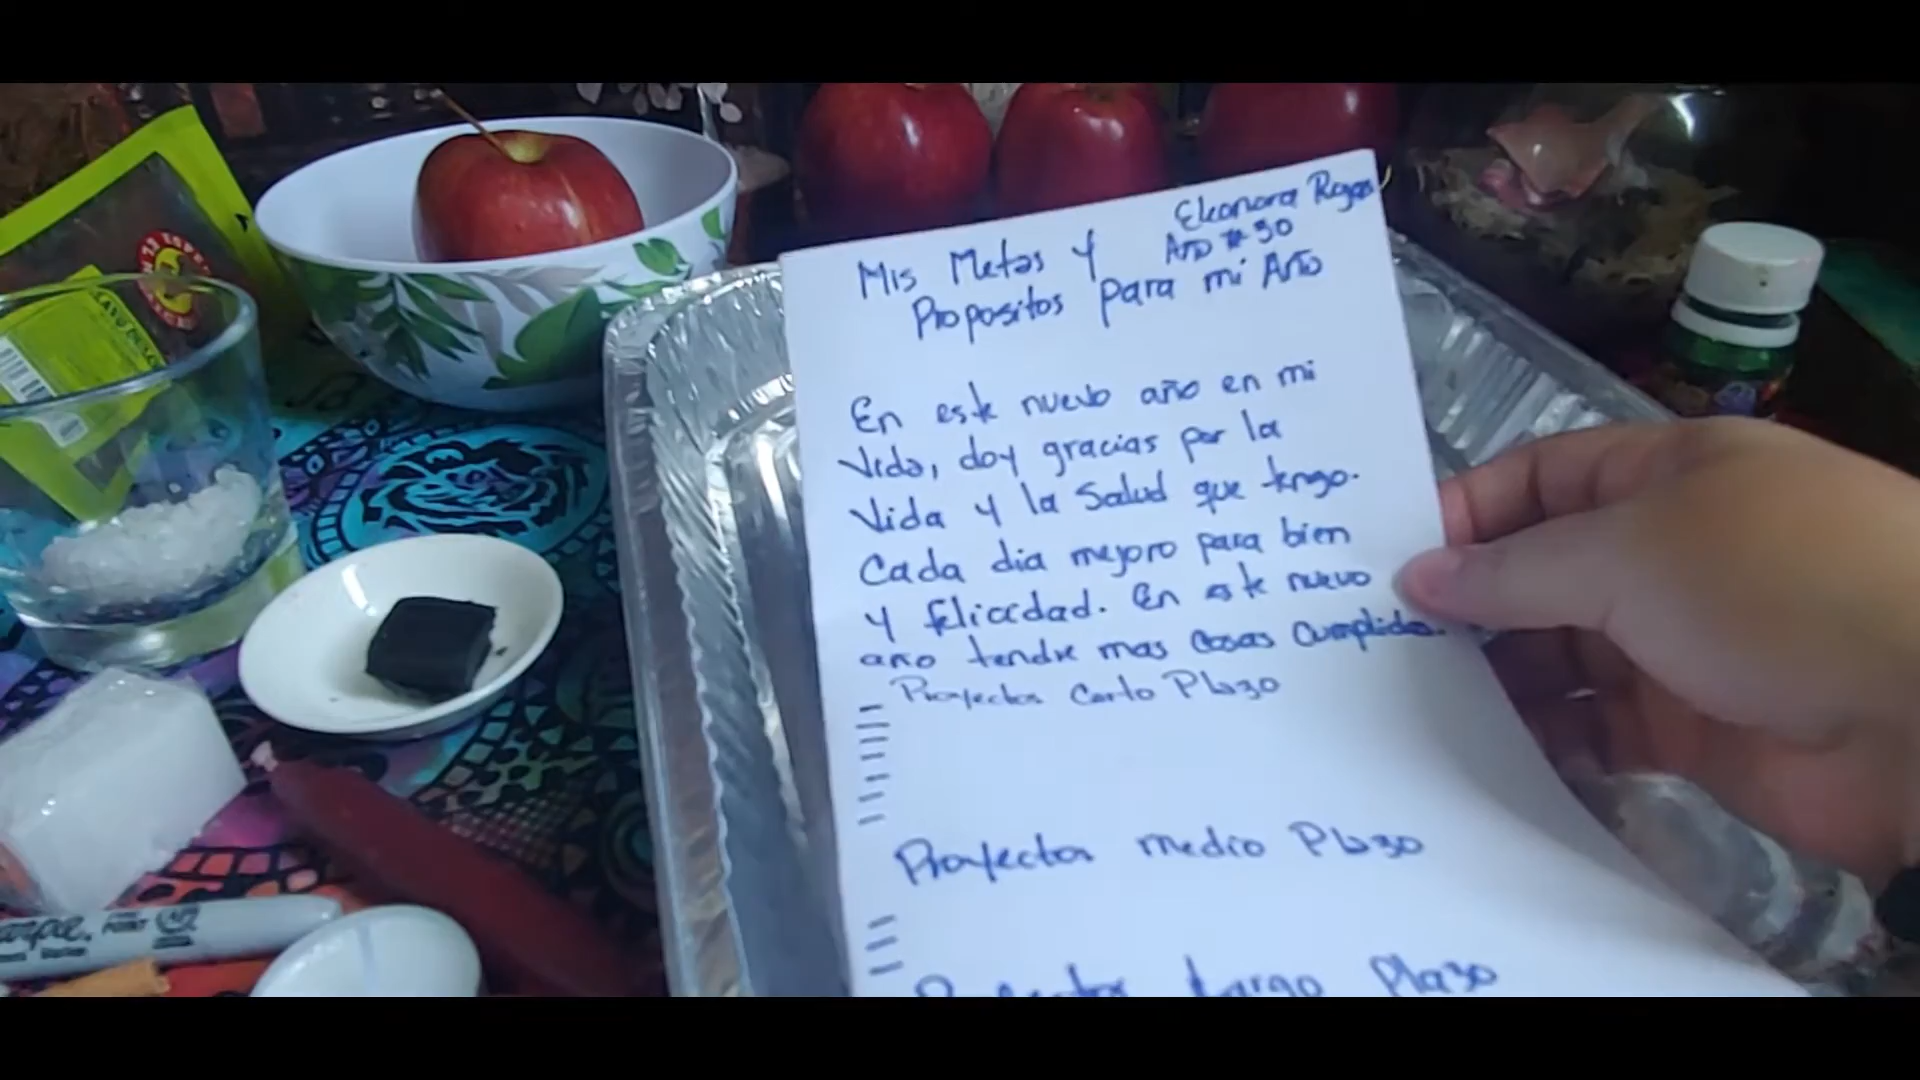 Eleonora Rojas
Año # 30
Mis Metas Y
Propositos para mi Año
En este nuevo año en mi
Vida, doy gracias por la
Vida y la Salud que tengo.
Cada dia mejoro para bien
y felicidad. En este nuevo
año tendre mas cosas cumplidas.
Proyectos Corto Plazo
Proyectos medio Plazo
Proyectos Largo Plazo